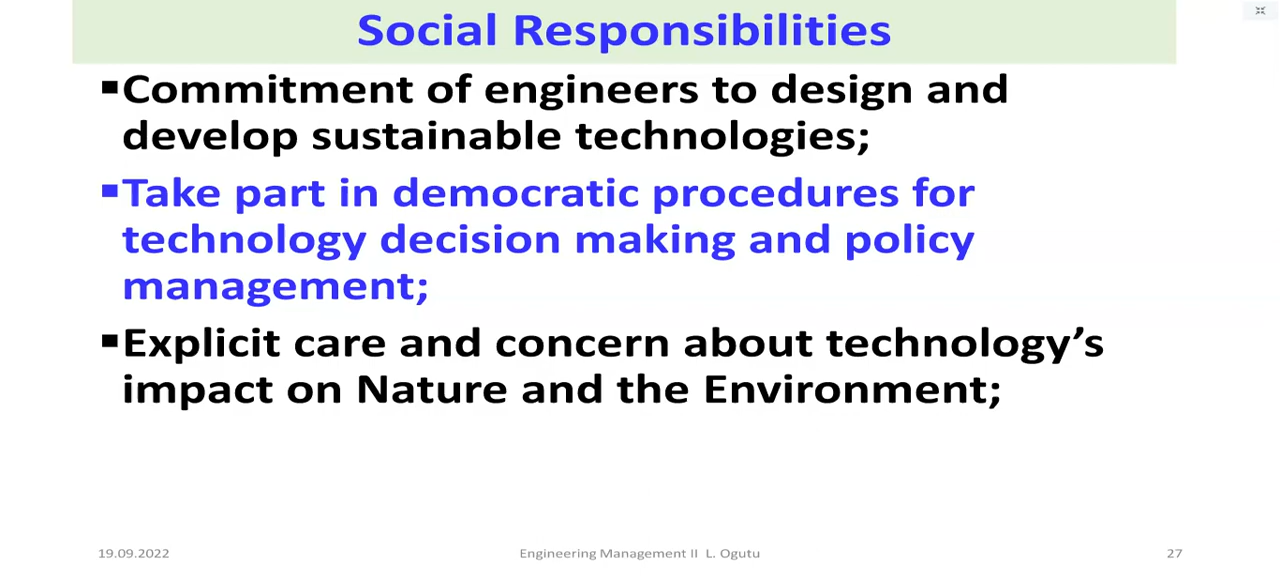 Social Responsibilities
▪Commitment of engineers to design and
develop sustainable technologies;
▪Take part in democratic procedures for
technology decision making and policy
management;
▪Explicit care and concern about technology’s
impact on Nature and the Environment;
19.09.2022 Engineering Management II L. Ogutu 27